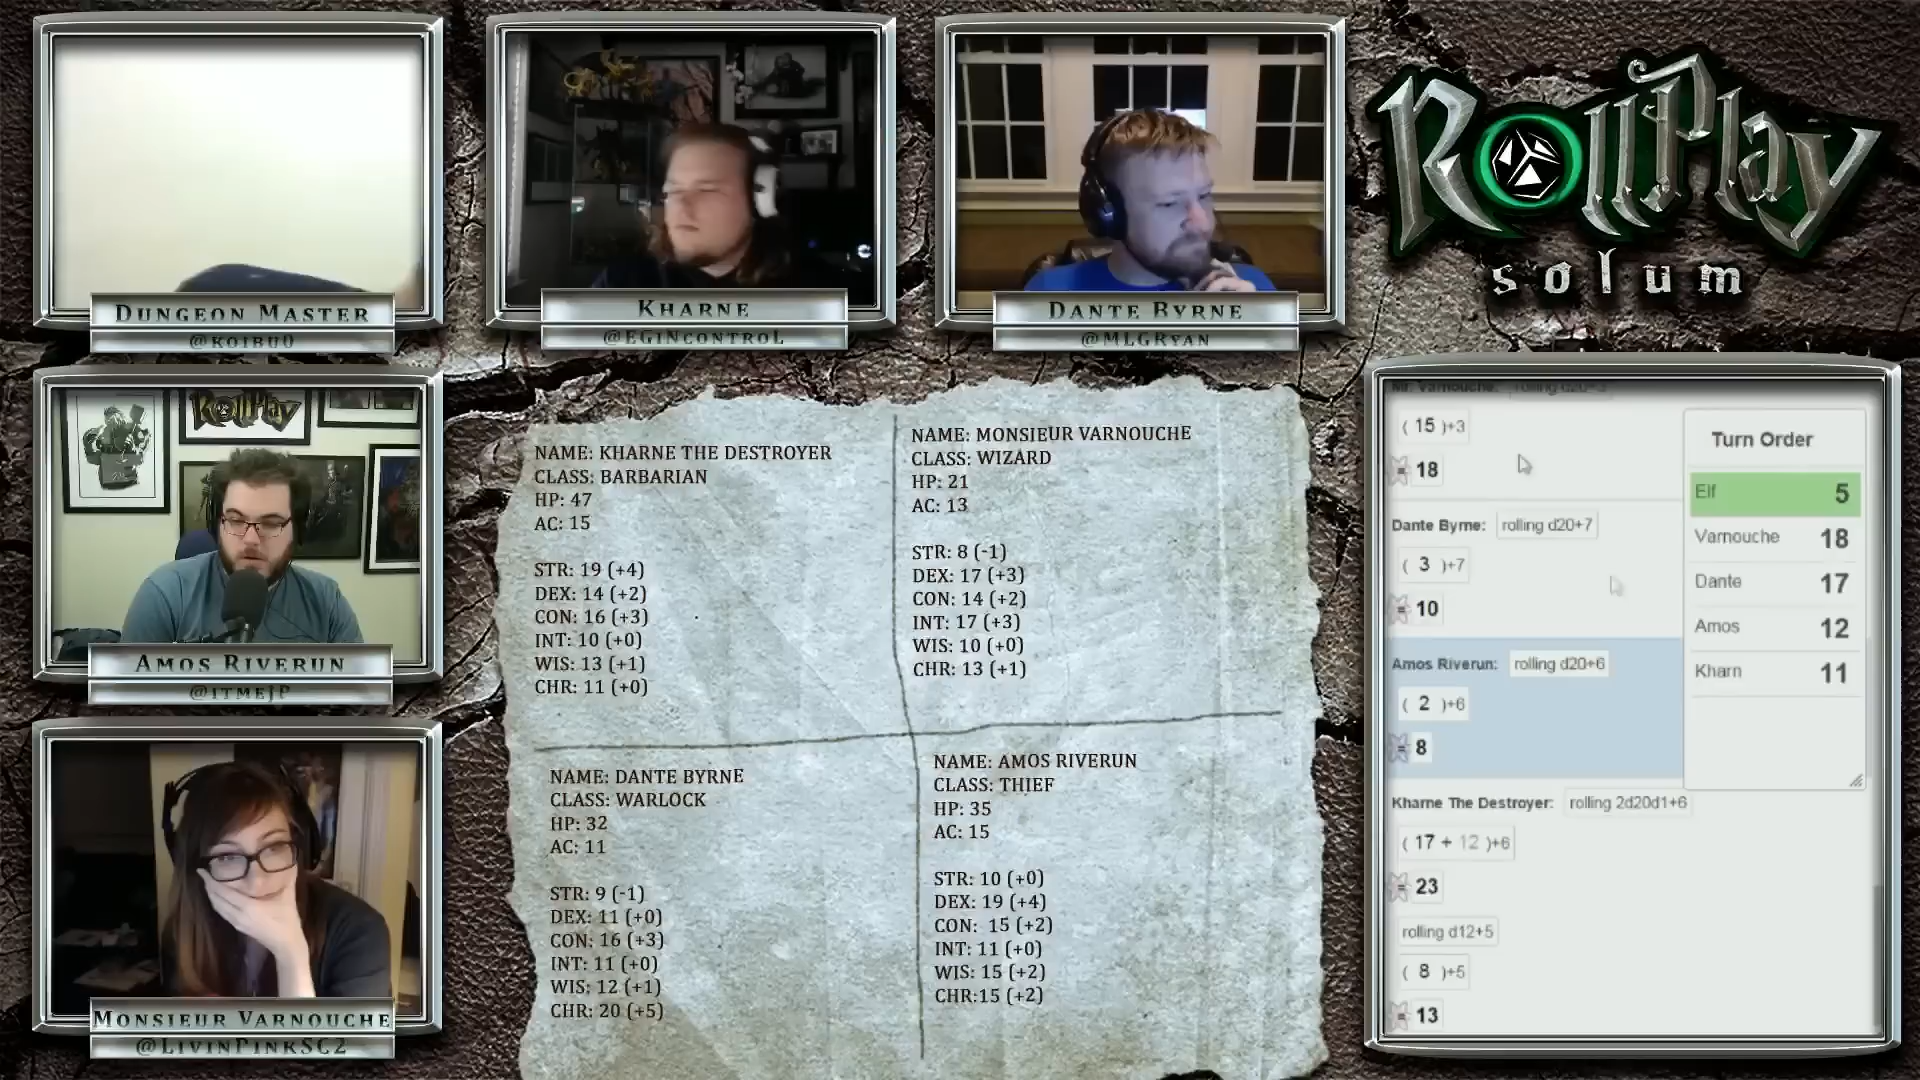 DUNGEON MASTER
@KOIBU0
KHARNE
@EGINCONTROL
DANTE BYRNE
@MLGRYAN
RollPlay
solum
RollPlay
AMOS RIVERUN
@ITMEJP
MONSIEUR VARNOUCHE
@LIVINPINKSC2
NAME: KHARNE THE DESTROYER
CLASS: BARBARIAN
HP: 47
AC: 15
STR: 19 (+4)
DEX: 14 (+2)
CON: 16 (+3)
INT: 10 (+0)
WIS: 13 (+1)
CHR: 11 (+0)
NAME: MONSIEUR VARNOUCHE
CLASS: WIZARD
HP: 21
AC: 13
STR: 8 (-1)
DEX: 17 (+3)
CON: 14 (+2)
INT: 17 (+3)
WIS: 10 (+0)
CHR: 13 (+1)
NAME: DANTE BYRNE
CLASS: WARLOCK
HP: 32
AC: 11
STR: 9 (-1)
DEX: 11 (+0)
CON: 16 (+3)
INT: 11 (+0)
WIS: 12 (+1)
CHR: 20 (+5)
NAME: AMOS RIVERUN
CLASS: THIEF
HP: 35
AC: 15
STR: 10 (+0)
DEX: 19 (+4)
CON: 15 (+2)
INT: 11 (+0)
WIS: 15 (+2)
CHR:15 (+2)
Mr. Varnouche: rolling d20+3
( 15 )+3
= 18
Dante Byrne: rolling d20+7
( 3 )+7
= 10
Amos Riverun: rolling d20+6
( 2 )+6
= 8
Kharne The Destroyer: rolling 2d20d1+6
( 17 + 12 )+6
= 23
rolling d12+5
( 8 )+5
= 13
Turn Order
Elf 5
Varnouche 18
Dante 17
Amos 12
Kharn 11